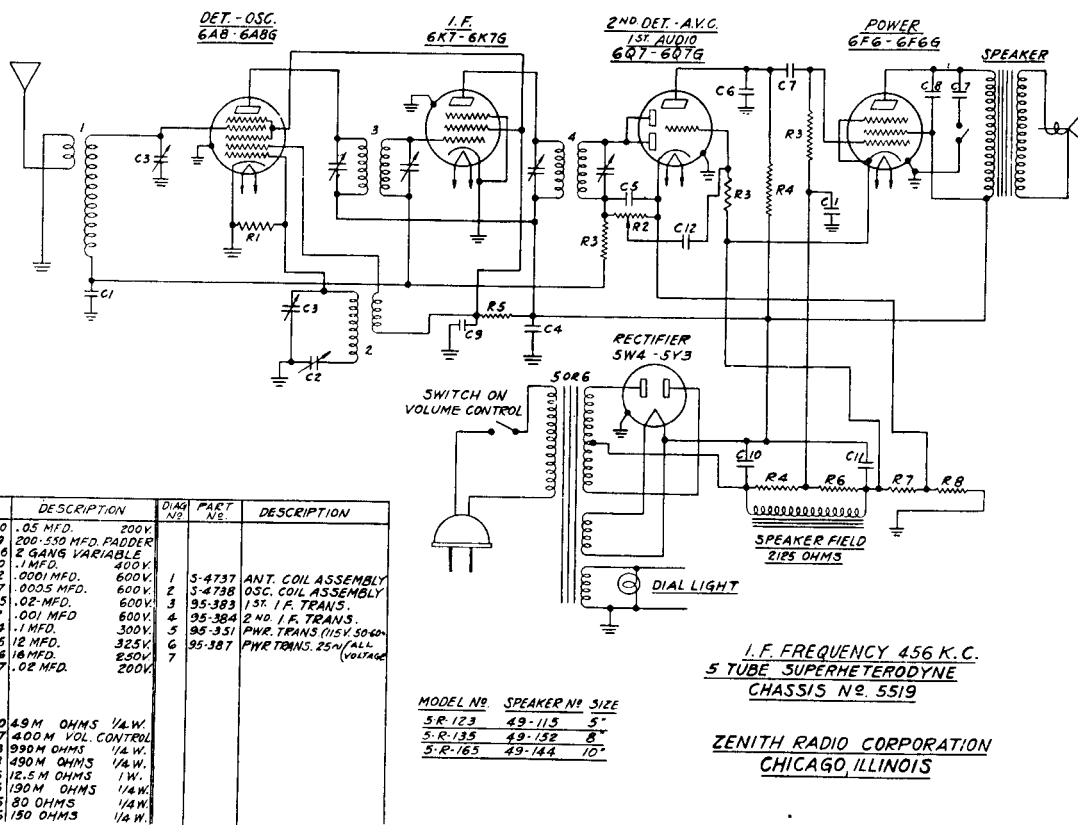 DET.-OSC.
6A8-6A8G
I.F.
6K7-6K7G
2ND. DET.-A.V.C.
1ST. AUDIO
6Q7-6Q7G
POWER
6F6-6F6G
SPEAKER
1
C3
3
4
C6
C7
R3
C8
C7
R1
C5
R2
C12
R3
R3
R4
C1
C1
C3
2
C2
C9
R5
C4
RECTIFIER
5W4-5Y3
5 OR 6
SWITCH ON
VOLUME CONTROL
C10
C11
R4
R6
R7
R8
SPEAKER FIELD
2125 OHMS
DIAL LIGHT
DESCRIPTION
.05 MFD. 200V.
200-550 MFD. PADDER
2 GANG VARIABLE
.1 MFD. 400V.
.0001 MFD. 600V.
.0005 MFD. 600V.
.02-MFD. 600V.
.001 MFD 600V.
.1 MFD. 300V.
12 MFD. 325V.
16 MFD. 250V.
.02 MFD. 200V.
49M OHMS 1/4 W.
400M VOL. CONTROL
990M OHMS 1/4 W.
490M OHMS 1/4 W.
12.5M OHMS 1 W.
190M OHMS 1/4 W.
80 OHMS 1/4 W.
150 OHMS 1/4 W.
DIAG Nº PART Nº. DESCRIPTION
1 S-4737 ANT. COIL ASSEMBLY
2 S-4738 OSC. COIL ASSEMBLY
3 95-383 1ST. I.F. TRANS.
4 95-384 2ND. I.F. TRANS.
5 95-351 PWR. TRANS. (115V. 50-60~
6 95-387 PWR TRANS. 25~ (ALL VOLTAGE
7
MODEL Nº. SPEAKER Nº SIZE
5-R-123 49-115 5"
5-R-135 49-152 8"
5-R-165 49-144 10"
I.F. FREQUENCY 456 K.C.
5 TUBE SUPERHETERODYNE
CHASSIS Nº. 5519
ZENITH RADIO CORPORATION
CHICAGO, ILLINOIS